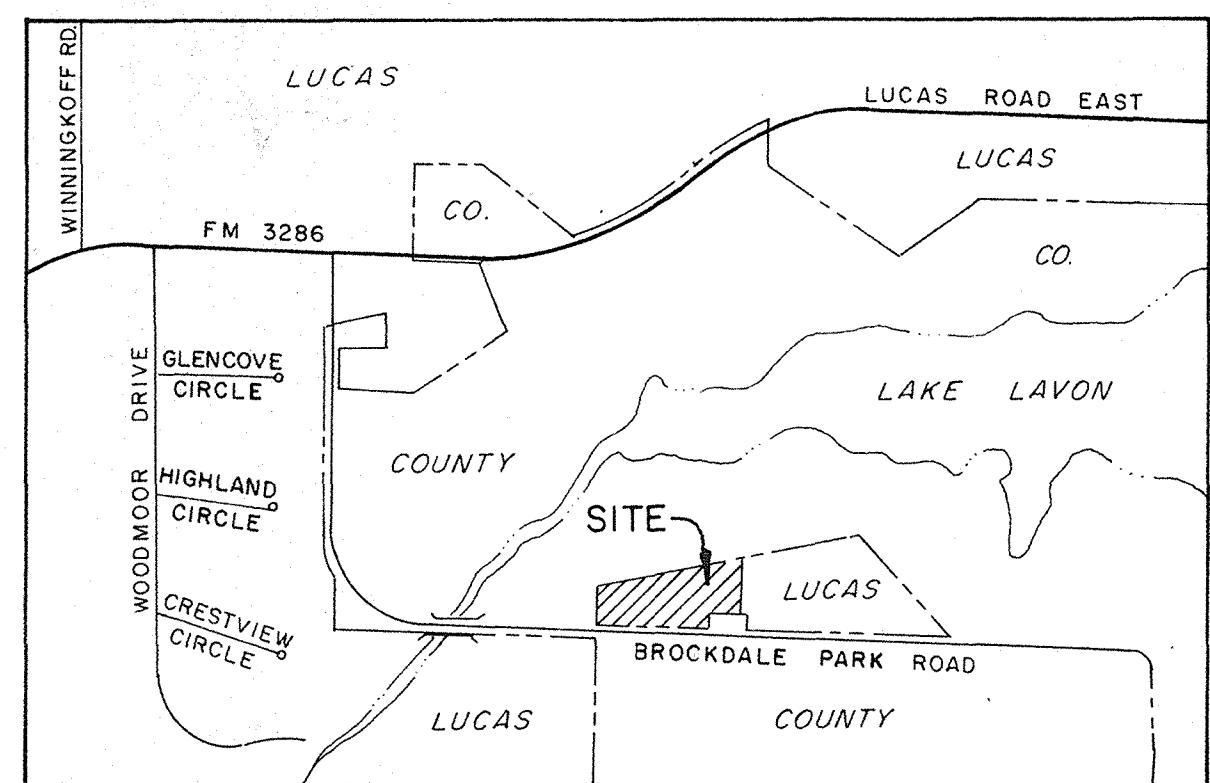 WINNINGKOFF RD.
LUCAS
LUCAS ROAD EAST
LUCAS
CO.
FM 3286
CO.
WOODMOOR DRIVE
GLENCOVE
CIRCLE
LAKE LAVON
COUNTY
HIGHLAND
CIRCLE
SITE
LUCAS
CRESTVIEW
CIRCLE
BROCKDALE PARK ROAD
LUCAS
COUNTY